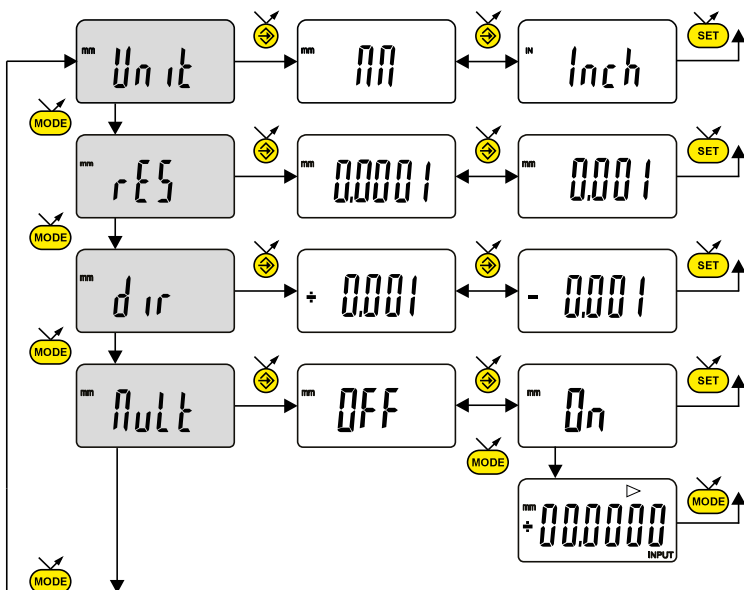 SET
mm Unit
mm MM
IN Inch
MODE
SET
mm rES
mm 0.0001
mm 0.001
MODE
SET
mm dir
÷ 0.001
- 0.001
MODE
SET
mm Mult
mm OFF
mm On
MODE
MODE
mm
÷ 00.0000
INPUT
MODE